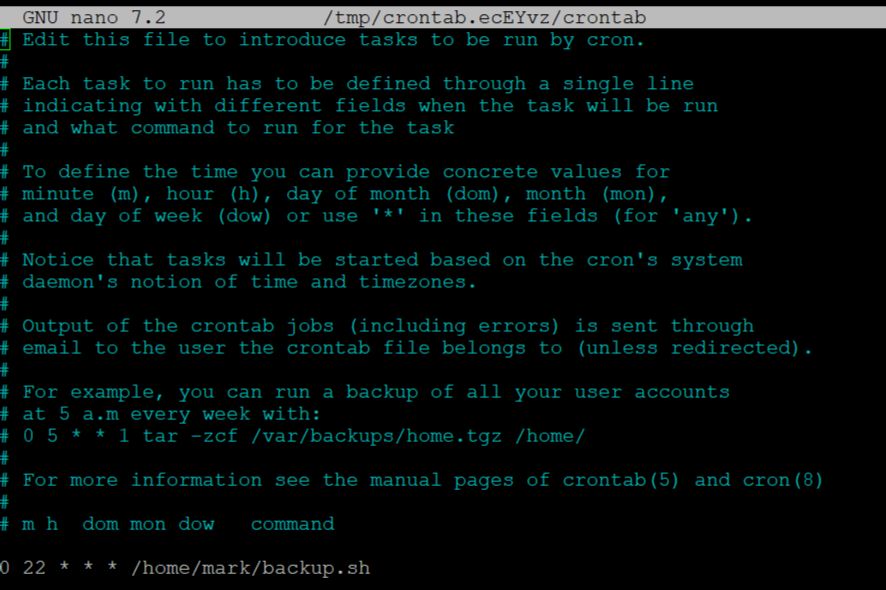 GNU nano 7.2 /tmp/crontab.ecEYvz/crontab
# Edit this file to introduce tasks to be run by cron.
#
# Each task to run has to be defined through a single line
# indicating with different fields when the task will be run
# and what command to run for the task
#
# To define the time you can provide concrete values for
# minute (m), hour (h), day of month (dom), month (mon),
# and day of week (dow) or use '*' in these fields (for 'any').
#
# Notice that tasks will be started based on the cron's system
# daemon's notion of time and timezones.
#
# Output of the crontab jobs (including errors) is sent through
# email to the user the crontab file belongs to (unless redirected).
#
# For example, you can run a backup of all your user accounts
# at 5 a.m every week with:
# 0 5 * * 1 tar -zcf /var/backups/home.tgz /home/
#
# For more information see the manual pages of crontab(5) and cron(8)
#
# m h  dom mon dow   command
0 22 * * * /home/mark/backup.sh